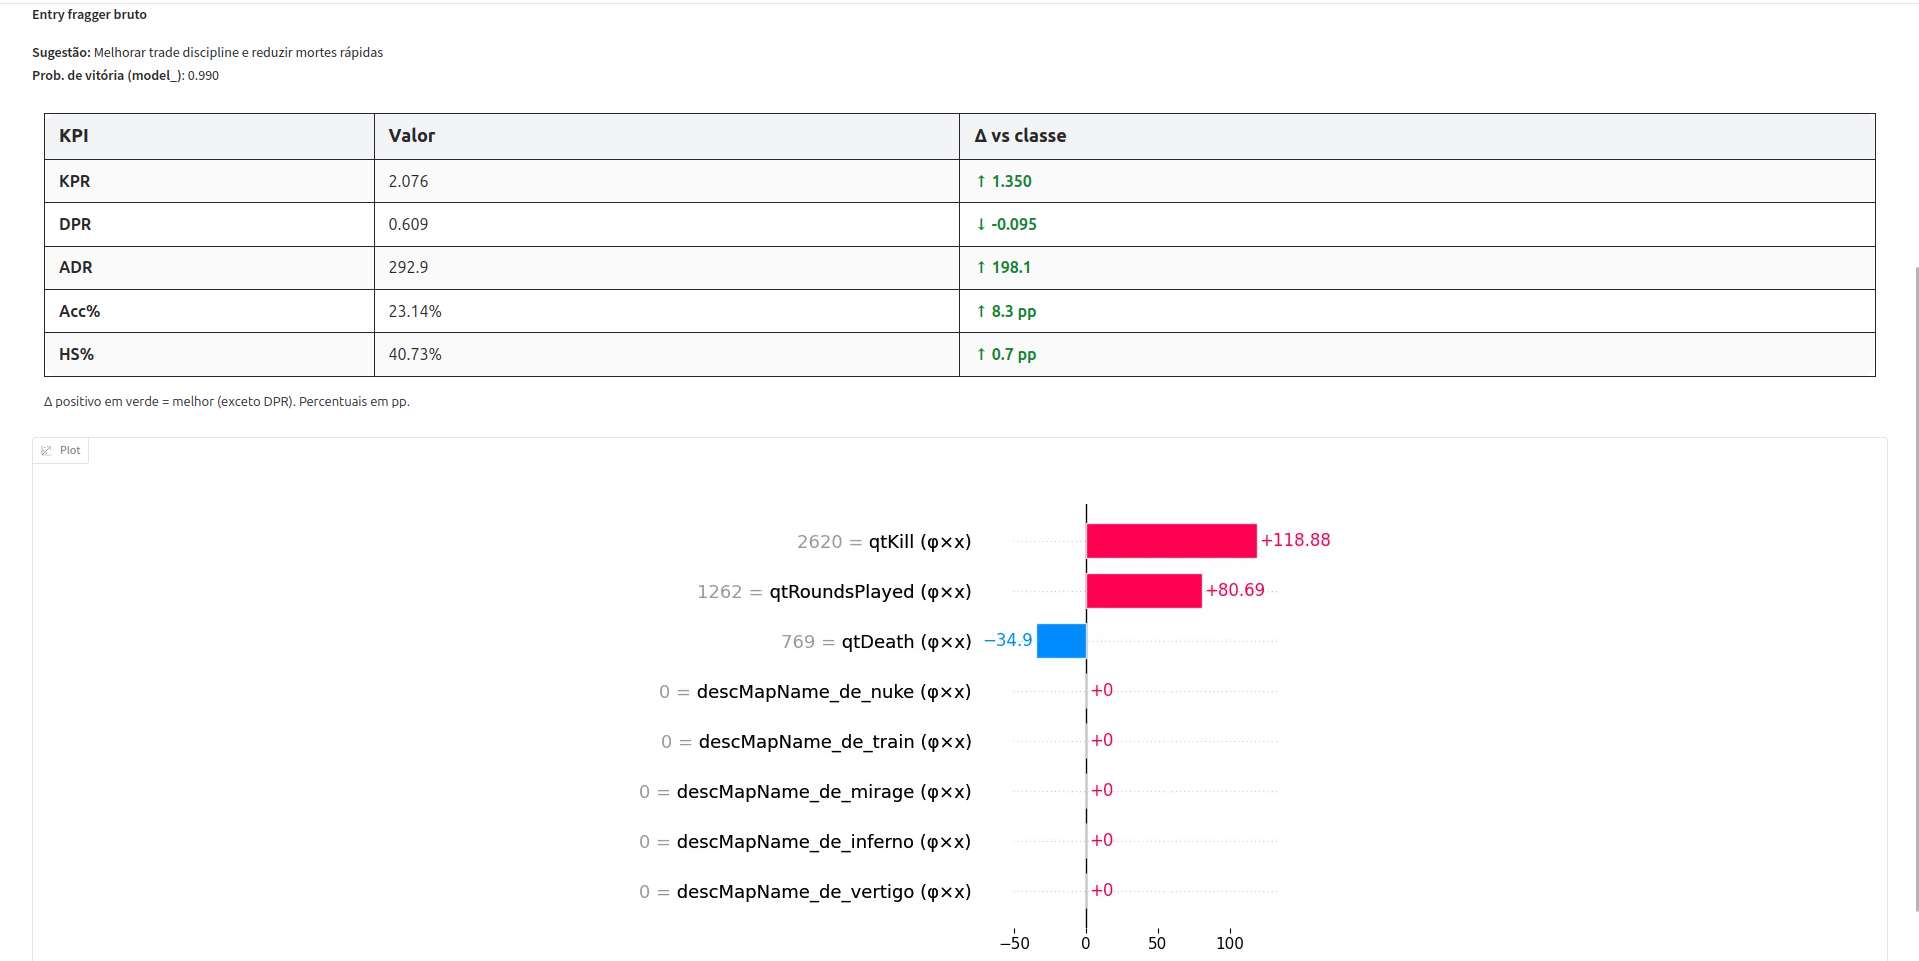 Entry fragger bruto
Sugestão: Melhorar trade discipline e reduzir mortes rápidas
Prob. de vitória (model_): 0.990
KPI Valor Δ vs classe
KPR 2.076 ↑ 1.350
DPR 0.609 ↓ -0.095
ADR 292.9 ↑ 198.1
Acc% 23.14% ↑ 8.3 pp
HS% 40.73% ↑ 0.7 pp
Δ positivo em verde = melhor (exceto DPR). Percentuais em pp.
Plot
2620 = qtKill (φ×x) +118.88
1262 = qtRoundsPlayed (φ×x) +80.69
769 = qtDeath (φ×x) −34.9
0 = descMapName_de_nuke (φ×x) +0
0 = descMapName_de_train (φ×x) +0
0 = descMapName_de_mirage (φ×x) +0
0 = descMapName_de_inferno (φ×x) +0
0 = descMapName_de_vertigo (φ×x) +0
−50 0 50 100